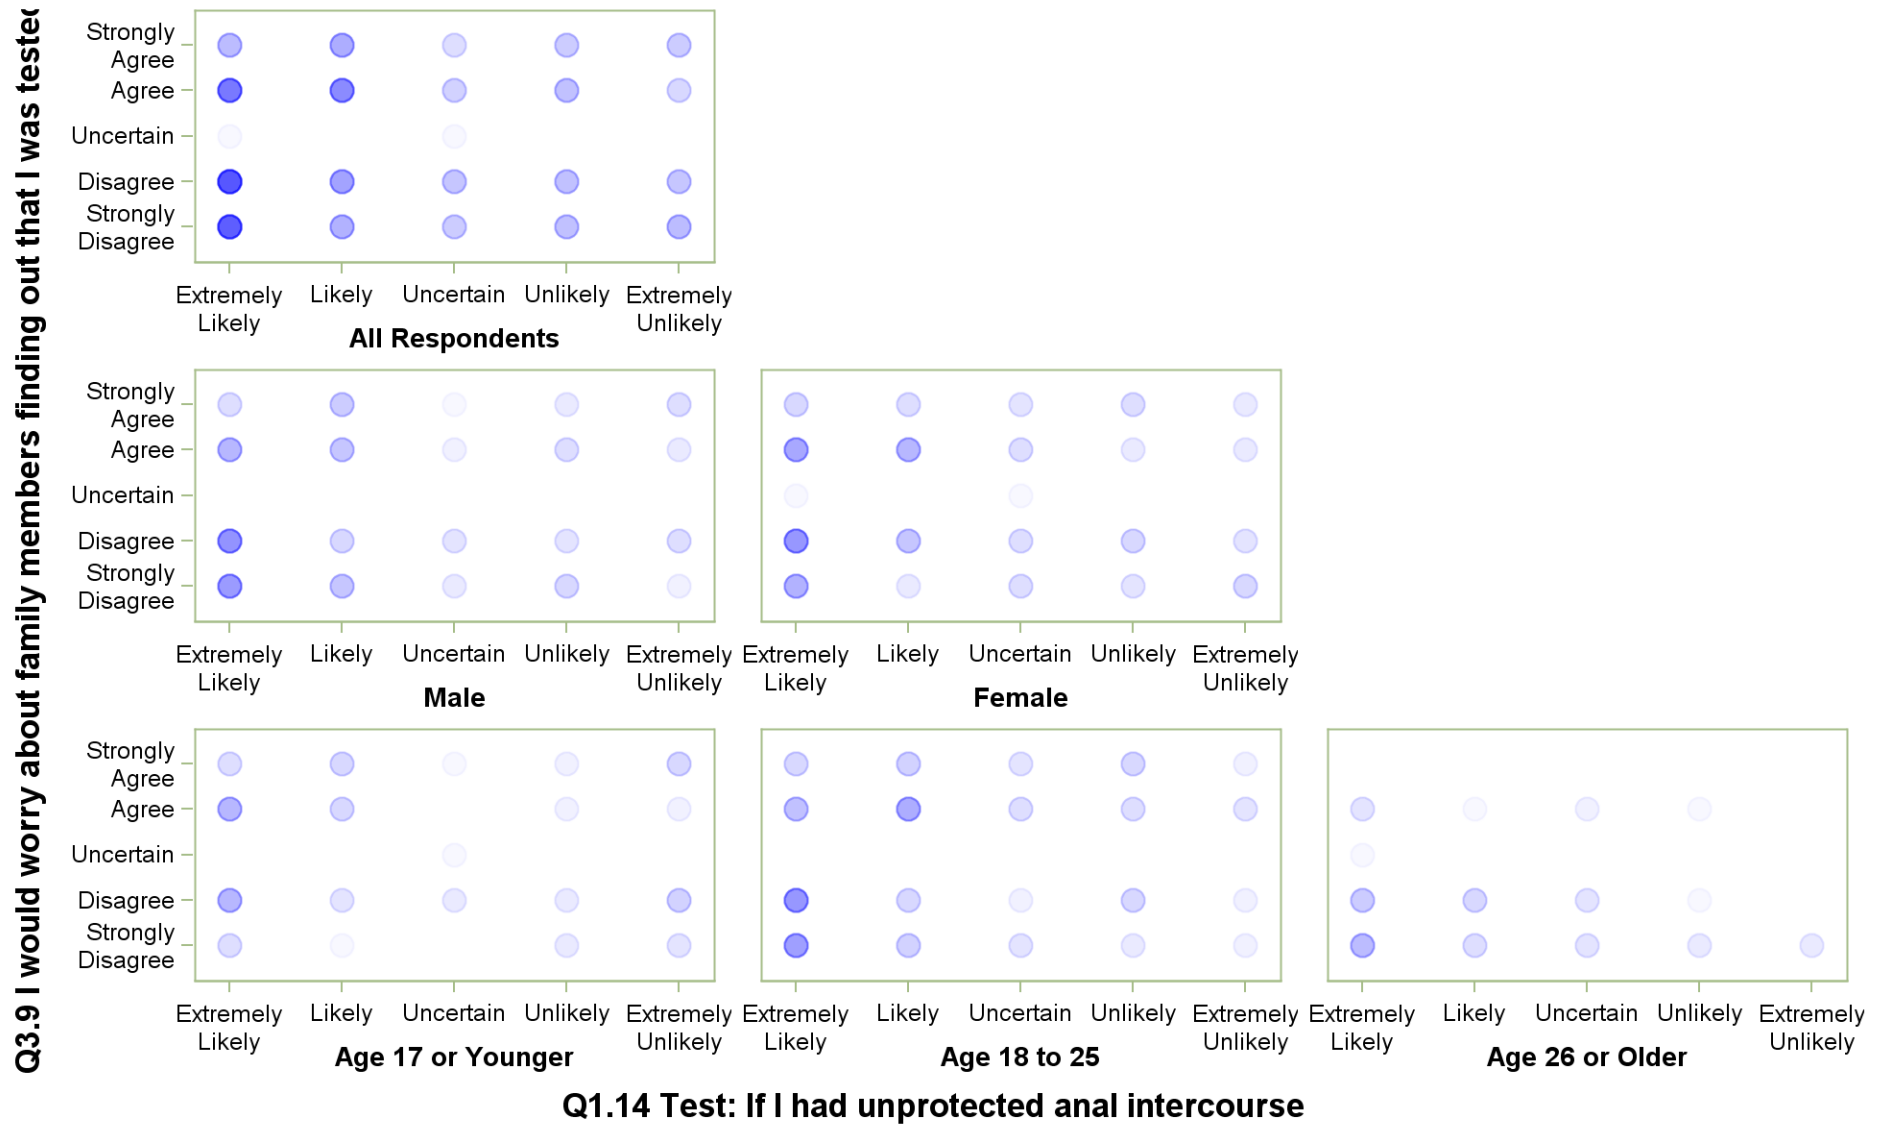 Q3.9 I would worry about family members finding out that I was tested
Strongly
Agree
Agree
Uncertain
Disagree
Strongly
Disagree
Extremely
Likely
Likely
Uncertain
Unlikely
Extremely
Unlikely
All Respondents
Strongly
Agree
Agree
Uncertain
Disagree
Strongly
Disagree
Extremely
Likely
Likely
Uncertain
Unlikely
Extremely
Unlikely
Male
Extremely
Likely
Likely
Uncertain
Unlikely
Extremely
Unlikely
Female
Strongly
Agree
Agree
Uncertain
Disagree
Strongly
Disagree
Extremely
Likely
Likely
Uncertain
Unlikely
Extremely
Unlikely
Age 17 or Younger
Extremely
Likely
Likely
Uncertain
Unlikely
Extremely
Unlikely
Age 18 to 25
Extremely
Likely
Likely
Uncertain
Unlikely
Extremely
Unlikely
Age 26 or Older
Q1.14 Test: If I had unprotected anal intercourse